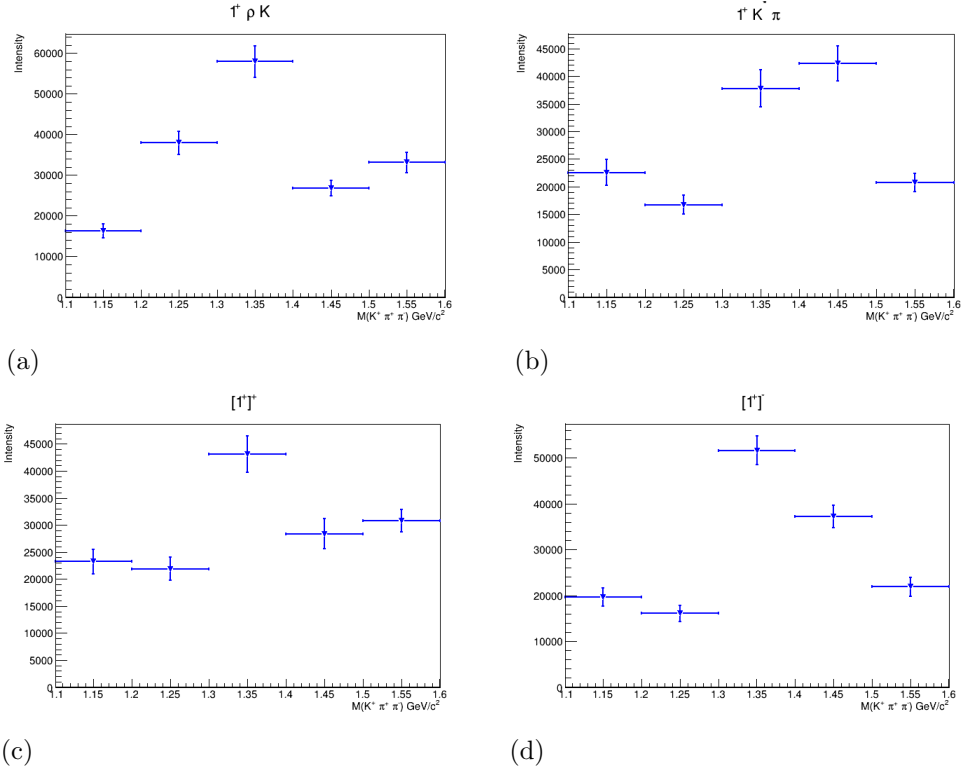 1⁺ ρ K
Intensity
60000
50000
40000
30000
20000
10000
0
1.1 1.15 1.2 1.25 1.3 1.35 1.4 1.45 1.5 1.55 1.6
M(K⁺ π⁺ π⁻) GeV/c²
(a)
1⁺ K* π
Intensity
45000
40000
35000
30000
25000
20000
15000
10000
5000
0
1.1 1.15 1.2 1.25 1.3 1.35 1.4 1.45 1.5 1.55 1.6
M(K⁺ π⁺ π⁻) GeV/c²
(b)
[1⁺]⁺
Intensity
45000
40000
35000
30000
25000
20000
15000
10000
5000
0
1.1 1.15 1.2 1.25 1.3 1.35 1.4 1.45 1.5 1.55 1.6
M(K⁺ π⁺ π⁻) GeV/c²
(c)
[1⁺]⁻
Intensity
50000
40000
30000
20000
10000
0
1.1 1.15 1.2 1.25 1.3 1.35 1.4 1.45 1.5 1.55 1.6
M(K⁺ π⁺ π⁻) GeV/c²
(d)